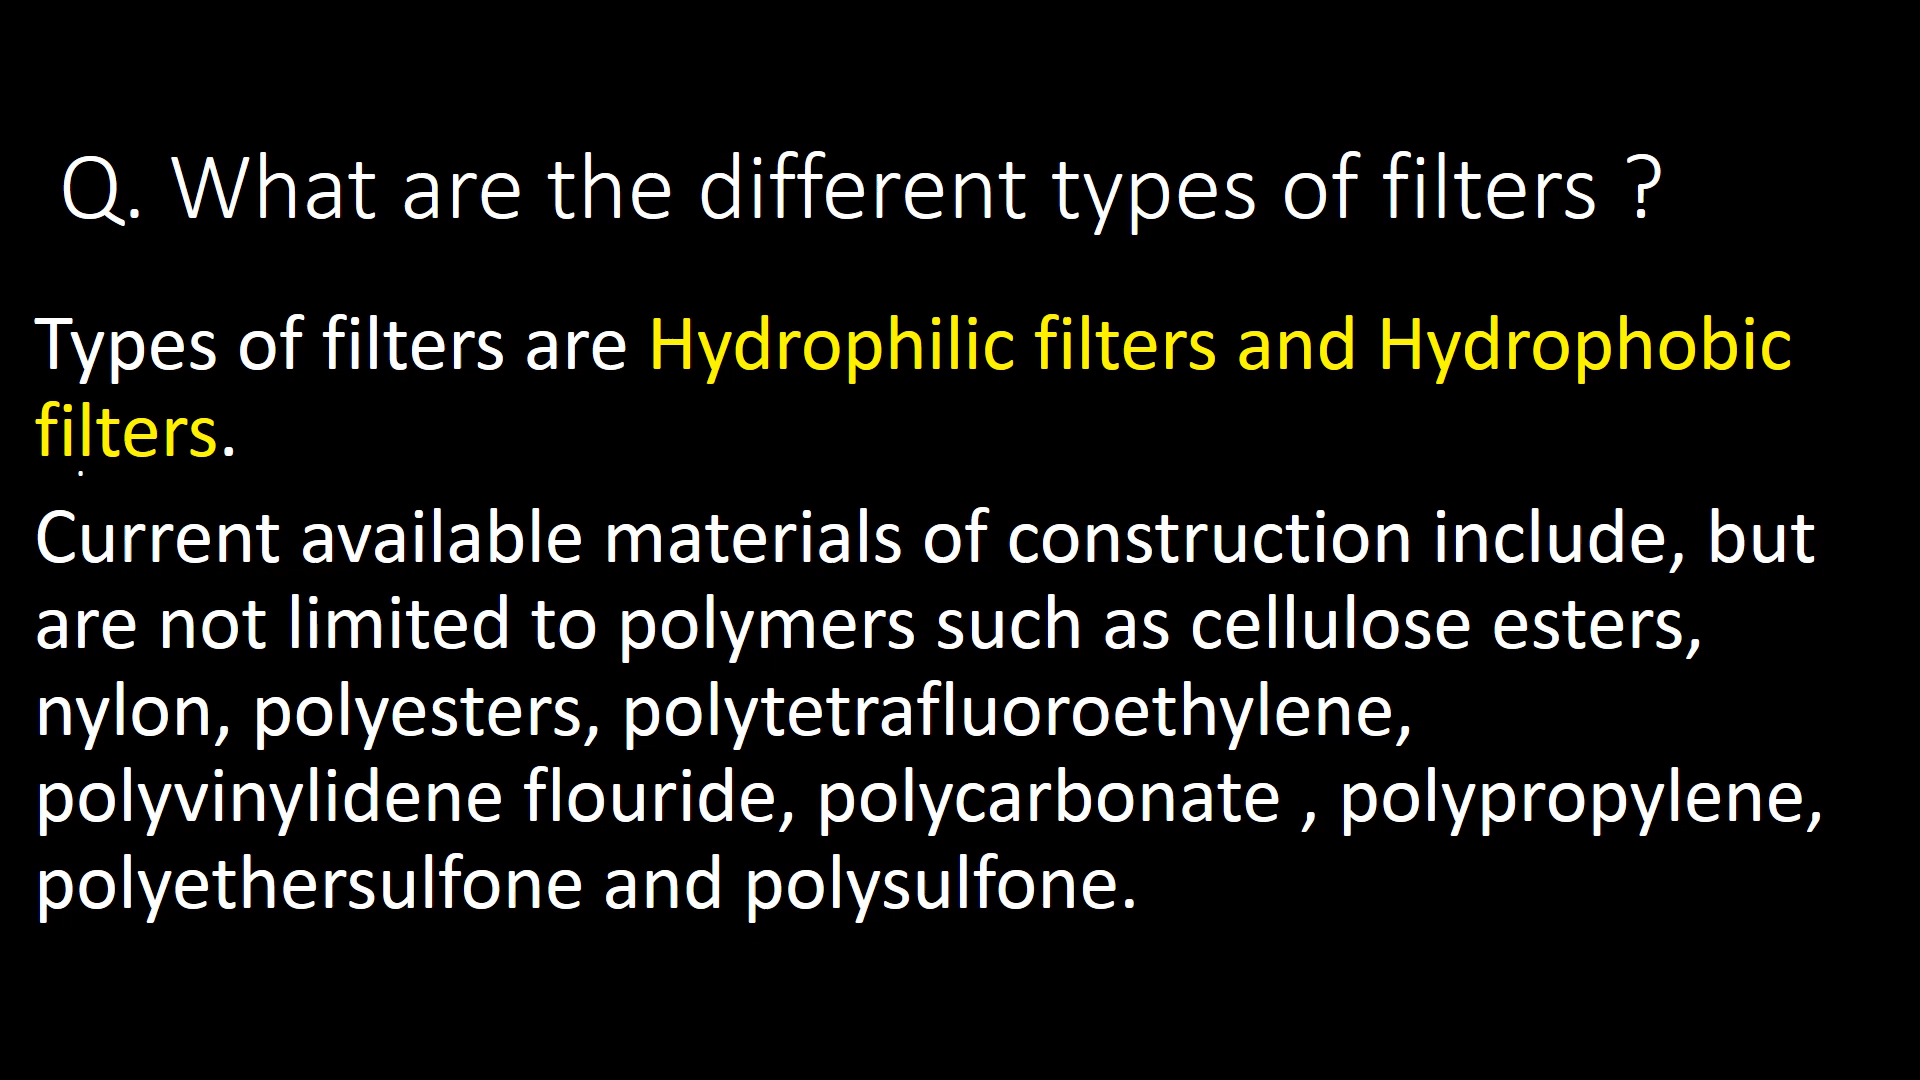 Q. What are the different types of filters ?
Types of filters are Hydrophilic filters and Hydrophobic
filters.
.
Current available materials of construction include, but
are not limited to polymers such as cellulose esters,
nylon, polyesters, polytetrafluoroethylene,
polyvinylidene flouride, polycarbonate , polypropylene,
polyethersulfone and polysulfone.